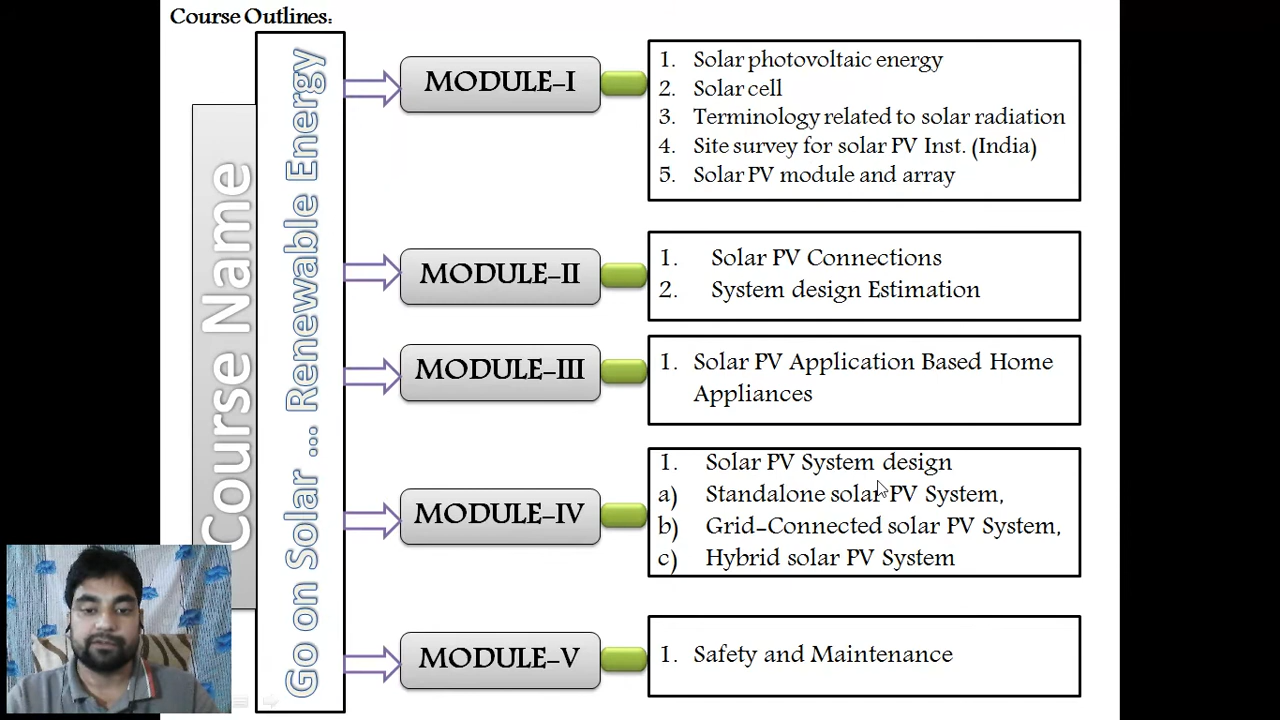 Course Outlines:
Course Name
Go on Solar ... Renewable Energy
MODULE-I
1. Solar photovoltaic energy
2. Solar cell
3. Terminology related to solar radiation
4. Site survey for solar PV Inst. (India)
5. Solar PV module and array
MODULE-II
1. Solar PV Connections
2. System design Estimation
MODULE-III
1. Solar PV Application Based Home
Appliances
MODULE-IV
1. Solar PV System design
a) Standalone solar PV System,
b) Grid-Connected solar PV System,
c) Hybrid solar PV System
MODULE-V
1. Safety and Maintenance